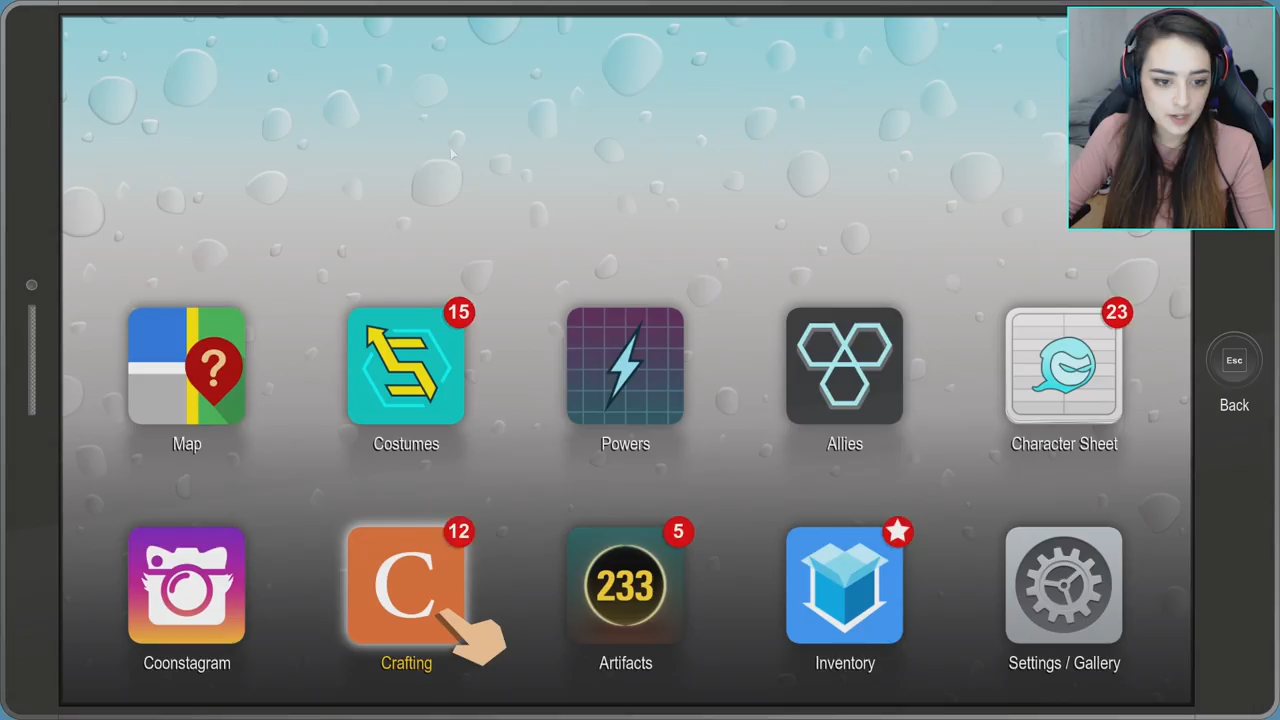 15
23
?
Esc
Back
Map
Costumes
Powers
Allies
Character Sheet
12
5
C
233
Coonstagram
Crafting
Artifacts
Inventory
Settings / Gallery